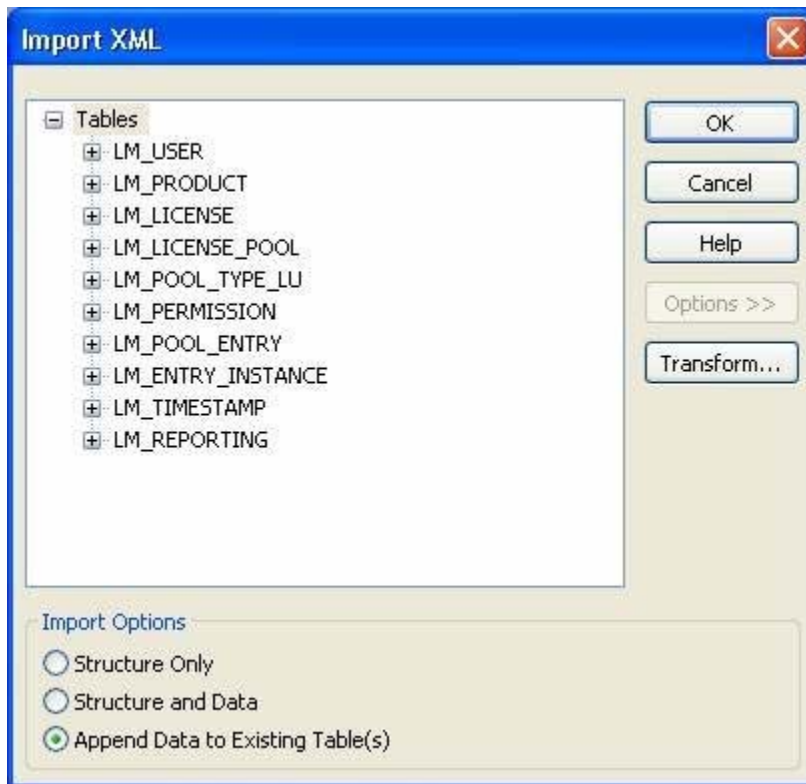 Import XML
Tables
LM_USER
LM_PRODUCT
LM_LICENSE
LM_LICENSE_POOL
LM_POOL_TYPE_LU
LM_PERMISSION
LM_POOL_ENTRY
LM_ENTRY_INSTANCE
LM_TIMESTAMP
LM_REPORTING
OK
Cancel
Help
Options >>
Transform...
Import Options
Structure Only
Structure and Data
Append Data to Existing Table(s)